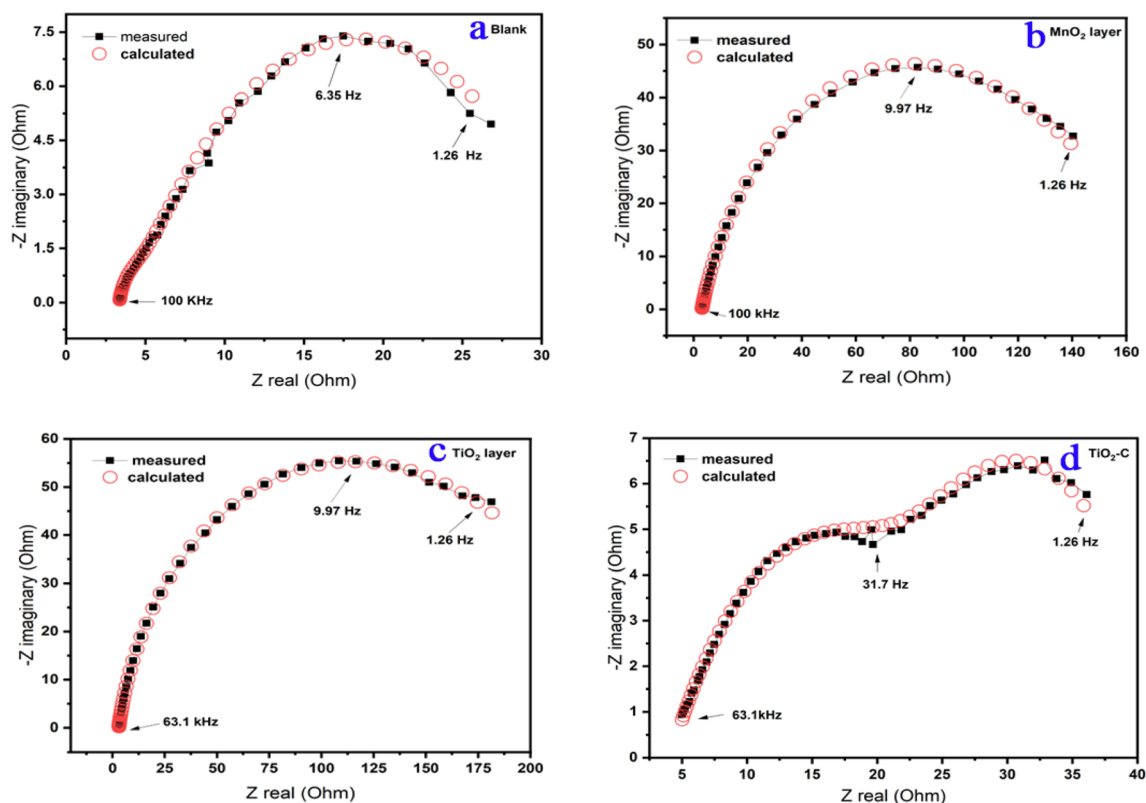 a Blank
measured
calculated
7.5
6.0
4.5
3.0
1.5
0.0
6.35 Hz
1.26 Hz
100 KHz
-Z imaginary (Ohm)
0 5 10 15 20 25 30
Z real (Ohm)
b MnO2 layer
measured
calculated
50
40
30
20
10
0
9.97 Hz
1.26 Hz
100 kHz
-Z imaginary (Ohm)
0 20 40 60 80 100 120 140 160
Z real (Ohm)
c TiO2 layer
measured
calculated
60
50
40
30
20
10
0
9.97 Hz
1.26 Hz
63.1 kHz
-Z imaginary (Ohm)
0 25 50 75 100 125 150 175 200
Z real (Ohm)
d TiO2-C
measured
calculated
7
6
5
4
3
2
1
0
31.7 Hz
1.26 Hz
63.1kHz
-Z imaginary (Ohm)
5 10 15 20 25 30 35 40
Z real (Ohm)